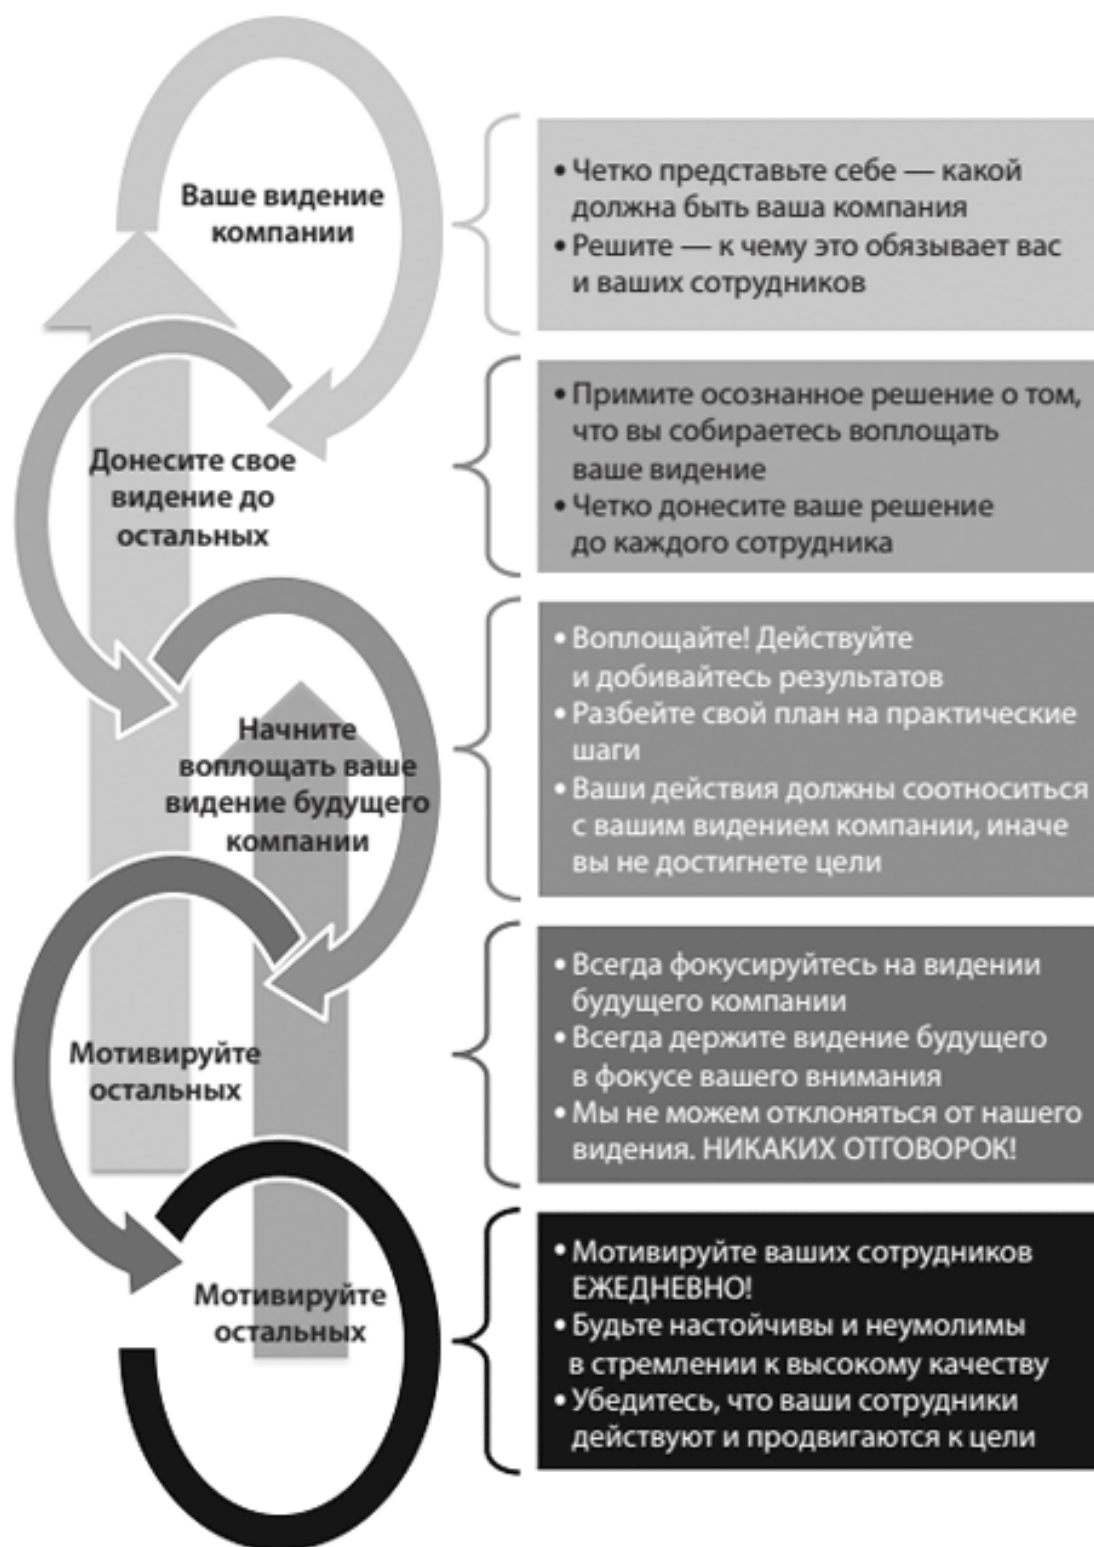 Ваше видение
компании
• Четко представьте себе — какой
должна быть ваша компания
• Решите — к чему это обязывает вас
и ваших сотрудников
Донесите свое
видение до
остальных
• Примите осознанное решение о том,
что вы собираетесь воплощать
ваше видение
• Четко донесите ваше решение
до каждого сотрудника
Начните
воплощать ваше
видение будущего
компании
• Воплощайте! Действуйте
и добивайтесь результатов
• Разбейте свой план на практические
шаги
• Ваши действия должны соотноситься
с вашим видением компании, иначе
вы не достигнете цели
Мотивируйте
остальных
• Всегда фокусируйтесь на видении
будущего компании
• Всегда держите видение будущего
в фокусе вашего внимания
• Мы не можем отклоняться от нашего
видения. НИКАКИХ ОТГОВОРОК!
Мотивируйте
остальных
• Мотивируйте ваших сотрудников
ЕЖЕДНЕВНО!
• Будьте настойчивы и неумолимы
в стремлении к высокому качеству
• Убедитесь, что ваши сотрудники
действуют и продвигаются к цели